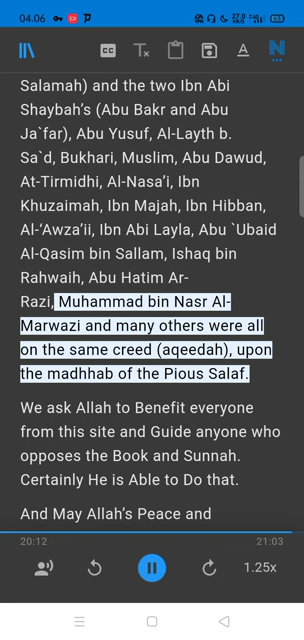 04.06
27.0
KB/S
63
CC
Salamah) and the two Ibn Abi
Shaybah’s (Abu Bakr and Abu
Ja`far), Abu Yusuf, Al-Layth b.
Sa`d, Bukhari, Muslim, Abu Dawud,
At-Tirmidhi, Al-Nasa’i, Ibn
Khuzaimah, Ibn Majah, Ibn Hibban,
Al-‘Awza’ii, Ibn Abi Layla, Abu `Ubaid
Al-Qasim bin Sallam, Ishaq bin
Rahwaih, Abu Hatim Ar-
Razi, Muhammad bin Nasr Al-
Marwazi and many others were all
on the same creed (aqeedah), upon
the madhhab of the Pious Salaf.
We ask Allah to Benefit everyone
from this site and Guide anyone who
opposes the Book and Sunnah.
Certainly He is Able to Do that.
And May Allah’s Peace and
20:12
21:03
1.25x